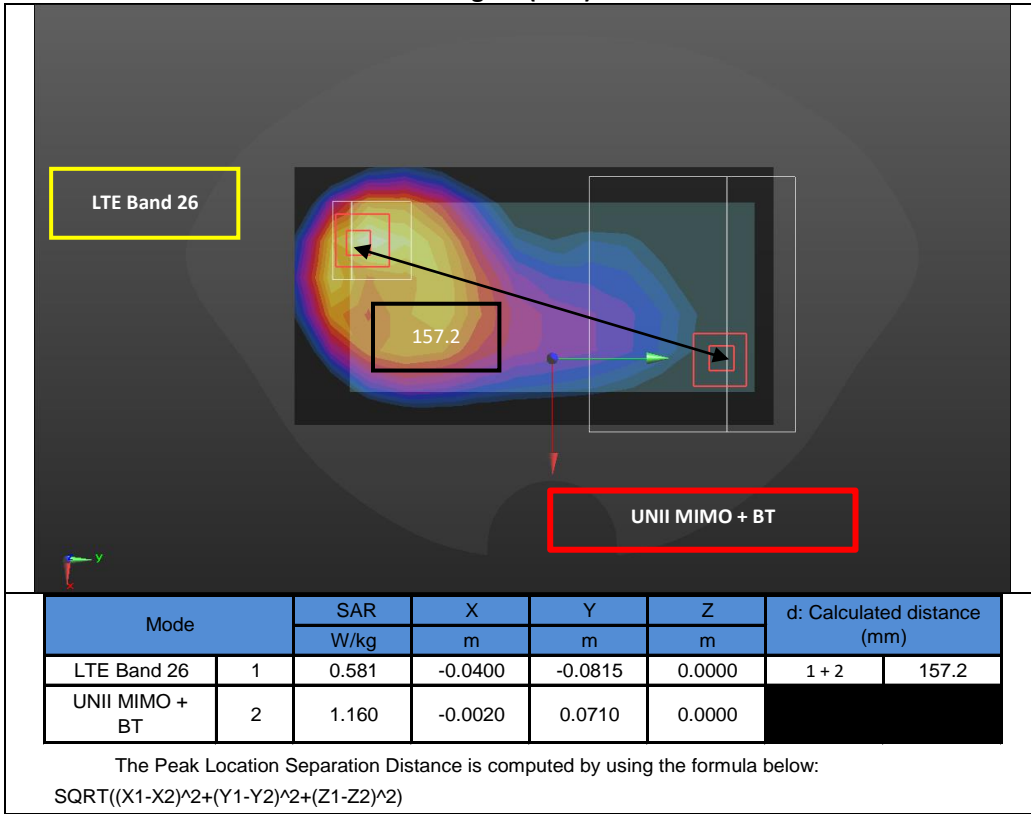 LTE Band 26
157.2
UNII MIMO + BT
Y
X
Mode SAR X Y Z d: Calculated distance
W/kg m m m (mm)
LTE Band 26 1 0.581 -0.0400 -0.0815 0.0000 1 + 2 157.2
UNII MIMO +
BT 2 1.160 -0.0020 0.0710 0.0000
The Peak Location Separation Distance is computed by using the formula below:
SQRT((X1-X2)^2+(Y1-Y2)^2+(Z1-Z2)^2)